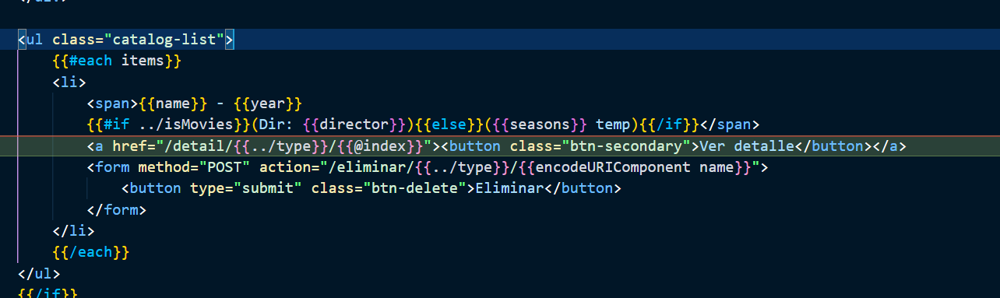 </ul>
<ul class="catalog-list">
{{#each items}}
<li>
<span>{{name}} - {{year}}
{{#if ../isMovies}}(Dir: {{director}}){{else}}({{seasons}} temp){{/if}}</span>
<a href="/detail/{{../type}}/{{@index}}"><button class="btn-secondary">Ver detalle</button></a>
<form method="POST" action="/eliminar/{{../type}}/{{encodeURIComponent name}}">
<button type="submit" class="btn-delete">Eliminar</button>
</form>
</li>
{{/each}}
</ul>
{{/if}}